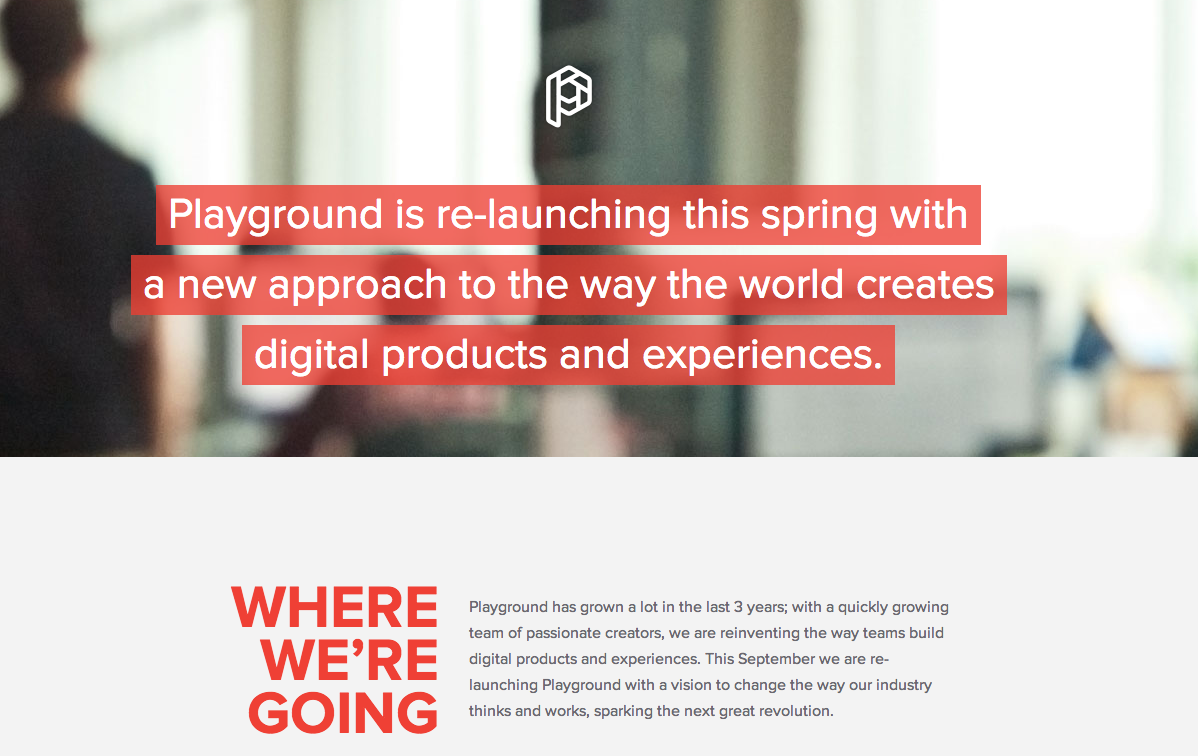 Playground is re-launching this spring with
a new approach to the way the world creates
digital products and experiences.
WHERE
WE’RE
GOING
Playground has grown a lot in the last 3 years; with a quickly growing
team of passionate creators, we are reinventing the way teams build
digital products and experiences. This September we are re-
launching Playground with a vision to change the way our industry
thinks and works, sparking the next great revolution.